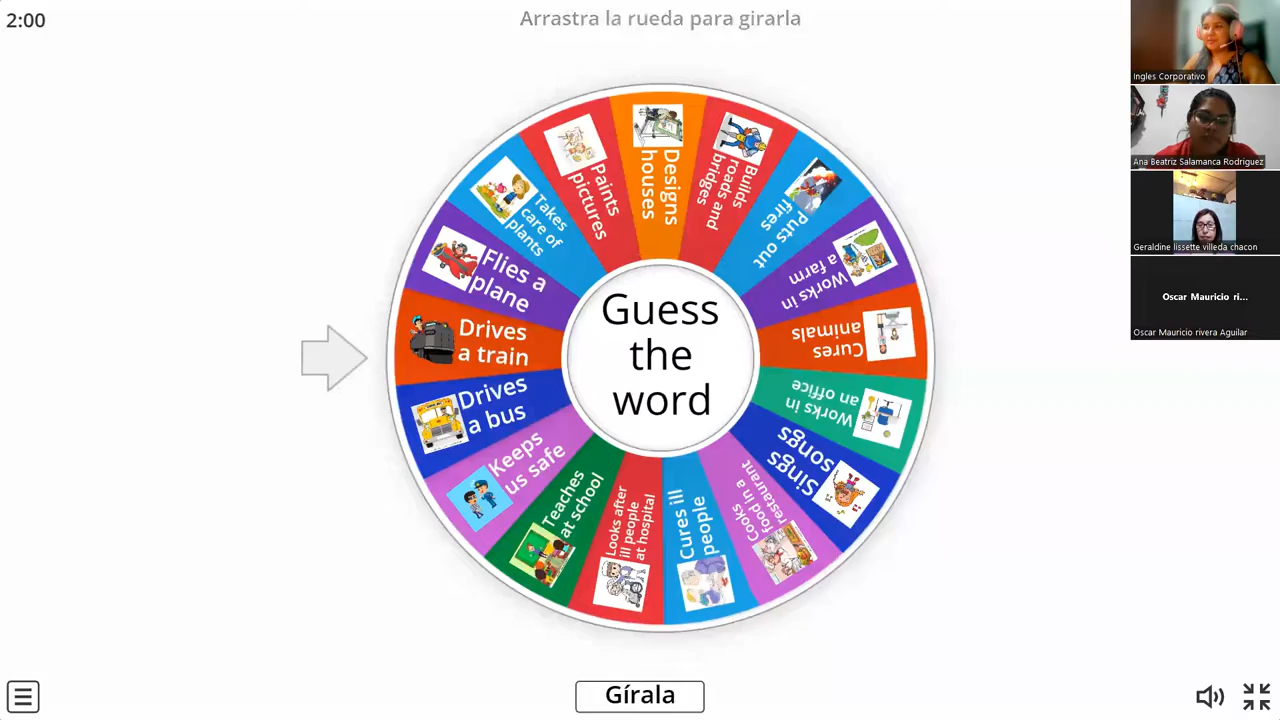 2:00
Arrastra la rueda para girarla
Guess
the
word
Designs
houses
Builds
roads and
bridges
Puts out
fires
Works in
a farm
Cures
animals
Works in
an office
Sings
songs
Cooks
food in a
restaurant
Cures ill
people
Looks after
ill people
at hospital
Teaches
at school
Keeps
us safe
Drives
a bus
Drives
a train
Flies a
plane
Takes
care of
plants
Paints
pictures
Gírala
Ingles Corporativo
Ana Beatriz Salamanca Rodriguez
Geraldine lissette villeda chacon
Oscar Mauricio ri...
Oscar Mauricio rivera Aguilar